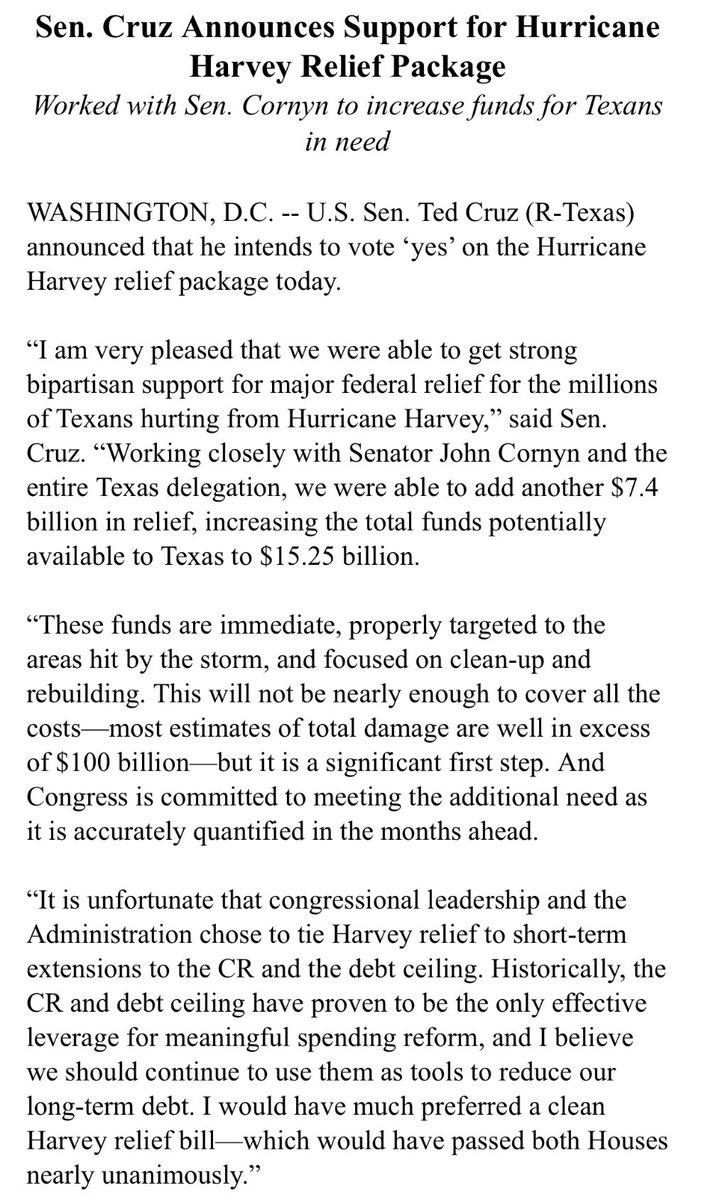 Sen. Cruz Announces Support for Hurricane
Harvey Relief Package
Worked with Sen. Cornyn to increase funds for Texans
in need
WASHINGTON, D.C. -- U.S. Sen. Ted Cruz (R-Texas)
announced that he intends to vote ‘yes’ on the Hurricane
Harvey relief package today.
“I am very pleased that we were able to get strong
bipartisan support for major federal relief for the millions
of Texans hurting from Hurricane Harvey,” said Sen.
Cruz. “Working closely with Senator John Cornyn and the
entire Texas delegation, we were able to add another $7.4
billion in relief, increasing the total funds potentially
available to Texas to $15.25 billion.
“These funds are immediate, properly targeted to the
areas hit by the storm, and focused on clean-up and
rebuilding. This will not be nearly enough to cover all the
costs—most estimates of total damage are well in excess
of $100 billion—but it is a significant first step. And
Congress is committed to meeting the additional need as
it is accurately quantified in the months ahead.
“It is unfortunate that congressional leadership and the
Administration chose to tie Harvey relief to short-term
extensions to the CR and the debt ceiling. Historically, the
CR and debt ceiling have proven to be the only effective
leverage for meaningful spending reform, and I believe
we should continue to use them as tools to reduce our
long-term debt. I would have much preferred a clean
Harvey relief bill—which would have passed both Houses
nearly unanimously.”